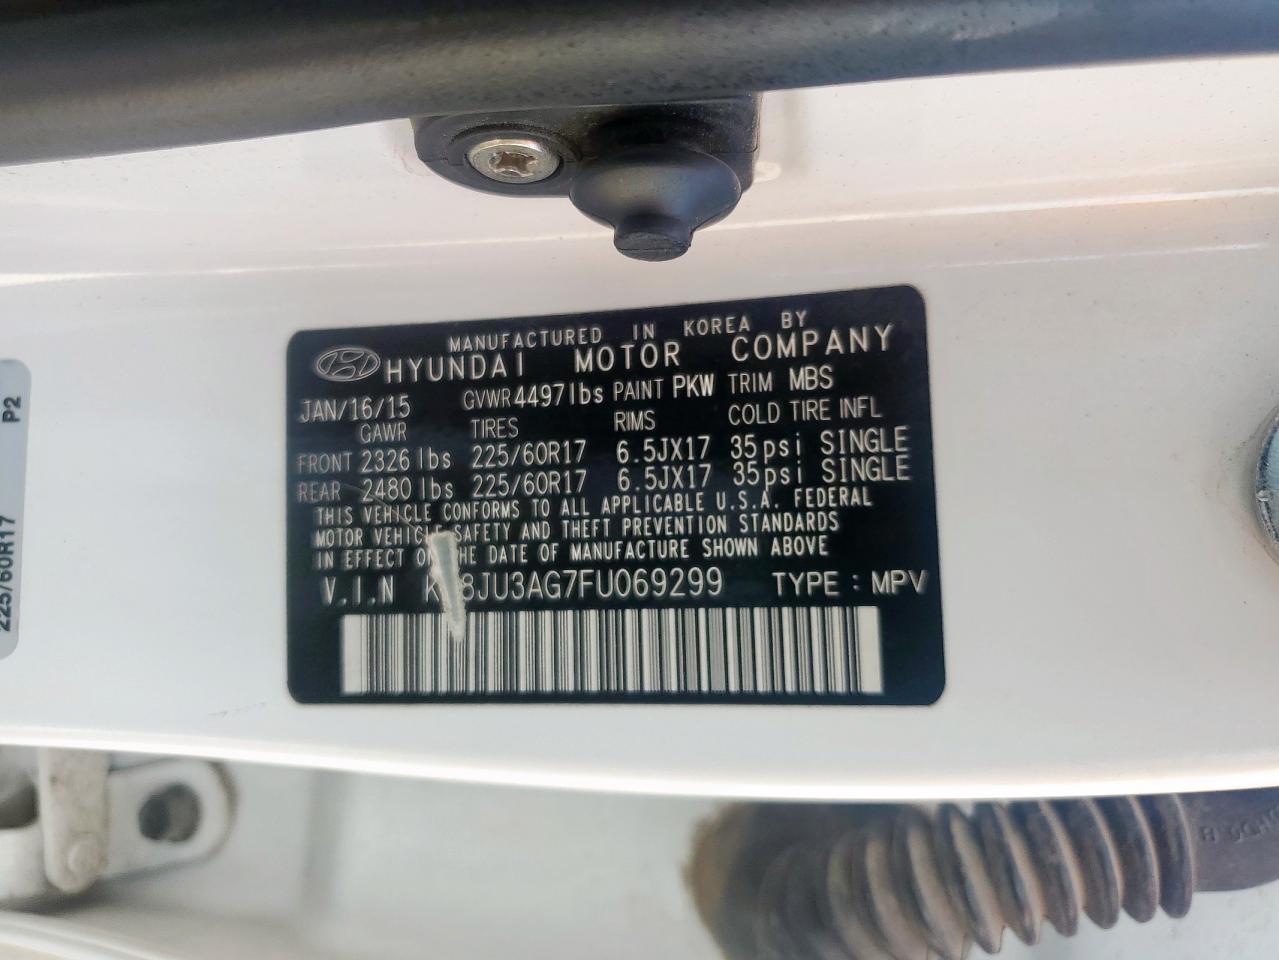 MANUFACTURED IN KOREA BY
HYUNDAI MOTOR COMPANY
JAN/16/15 GVWR 4497lbs PAINT PKW TRIM MBS
GAWR TIRES RIMS COLD TIRE INFL
FRONT 2326 lbs 225/60R17 6.5JX17 35psi SINGLE
REAR 2480 lbs 225/60R17 6.5JX17 35psi SINGLE
THIS VEHICLE CONFORMS TO ALL APPLICABLE U.S.A. FEDERAL
MOTOR VEHICLE SAFETY AND THEFT PREVENTION STANDARDS
IN EFFECT ON THE DATE OF MANUFACTURE SHOWN ABOVE
V.I.N TYPE : MPV
225/60R17 P2